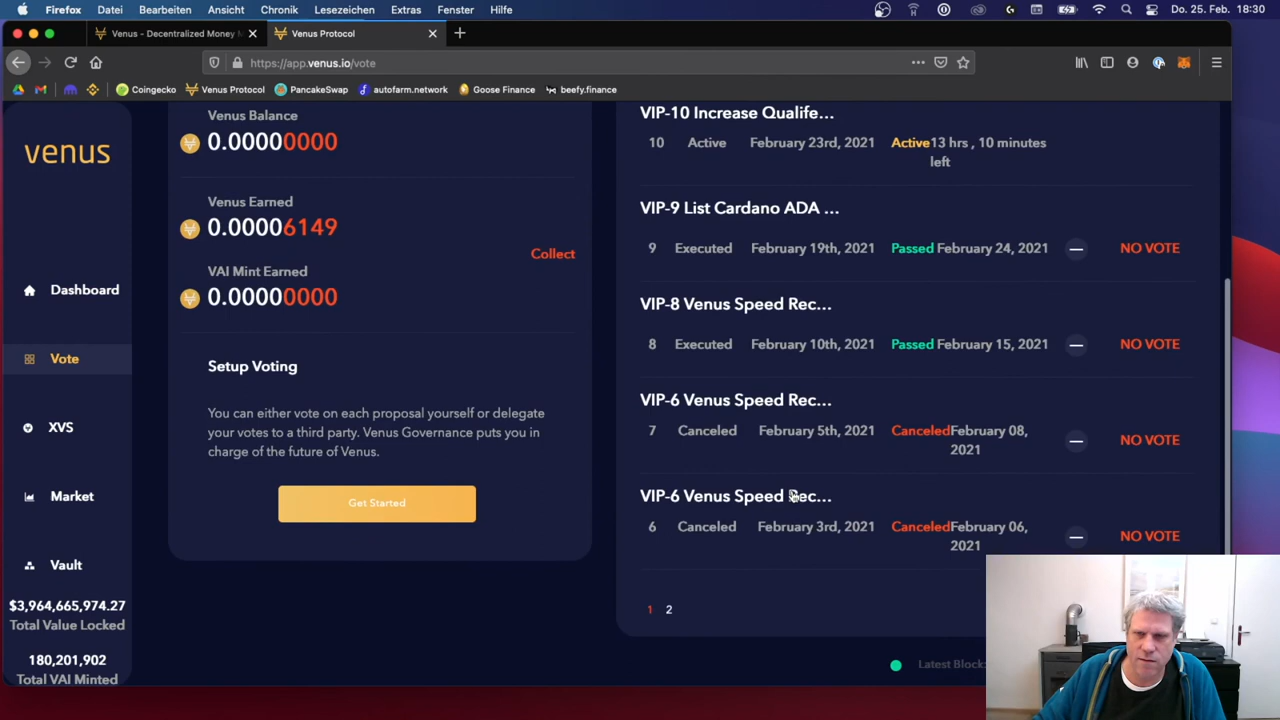 Firefox Datei Bearbeiten Ansicht Chronik Lesezeichen Extras Fenster Hilfe Do. 25. Feb. 18:30
Venus - Decentralized Money M Venus Protocol
https://app.venus.io/vote
Coingecko Venus Protocol PancakeSwap autofarm.network Goose Finance beefy.finance
venus
Dashboard
Vote
XVS
Market
Vault
$3,964,665,974.27
Total Value Locked
180,201,902
Total VAI Minted
Venus Balance
0.00000000
Venus Earned
0.00006149
Collect
VAI Mint Earned
0.00000000
Setup Voting
You can either vote on each proposal yourself or delegate
your votes to a third party. Venus Governance puts you in
charge of the future of Venus.
Get Started
VIP-10 Increase Qualife...
10 Active February 23rd, 2021 Active13 hrs , 10 minutes
left
VIP-9 List Cardano ADA ...
9 Executed February 19th, 2021 Passed February 24, 2021 — NO VOTE
VIP-8 Venus Speed Rec...
8 Executed February 10th, 2021 Passed February 15, 2021 — NO VOTE
VIP-6 Venus Speed Rec...
7 Canceled February 5th, 2021 CanceledFebruary 08,
2021 — NO VOTE
VIP-6 Venus Speed Rec...
6 Canceled February 3rd, 2021 CanceledFebruary 06,
2021 — NO VOTE
1 2
Latest Block: